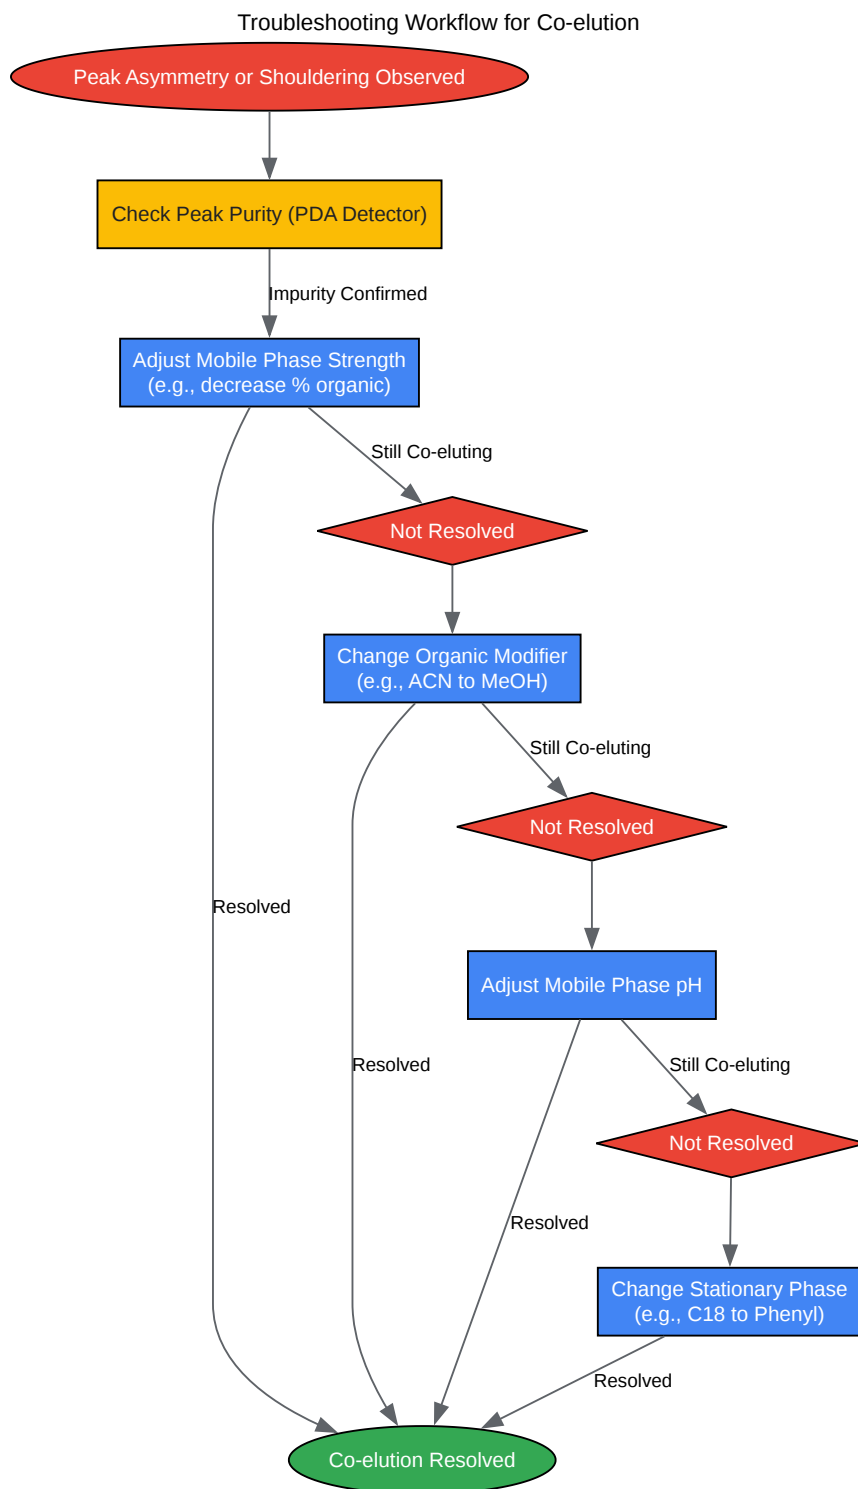 Troubleshooting Workflow for Co-elution
Peak Asymmetry or Shouldering Observed
Check Peak Purity (PDA Detector)
Impurity Confirmed
Adjust Mobile Phase Strength
(e.g., decrease % organic)
Still Co-eluting
Not Resolved
Change Organic Modifier
(e.g., ACN to MeOH)
Still Co-eluting
Not Resolved
Resolved
Adjust Mobile Phase pH
Resolved
Still Co-eluting
Not Resolved
Resolved
Change Stationary Phase
(e.g., C18 to Phenyl)
Resolved
Co-elution Resolved